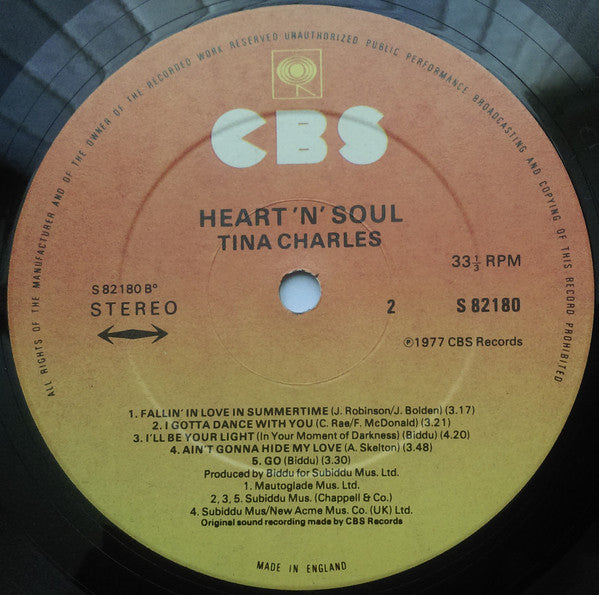 ALL RIGHTS OF THE MANUFACTURER AND OF THE OWNER OF THE RECORDED WORK RESERVED UNAUTHORIZED PUBLIC PERFORMANCE BROADCASTING AND COPYING OF THIS RECORD PROHIBITED
CBS
HEART 'N' SOUL
TINA CHARLES
33⅓ RPM
S 82180 B°
STEREO
2
S 82180
℗1977 CBS Records
1. FALLIN' IN LOVE IN SUMMERTIME (J. Robinson/J. Bolden) (3.17)
2. I GOTTA DANCE WITH YOU (C. Rae/F. McDonald) (3.21)
3. I'LL BE YOUR LIGHT (In Your Moment of Darkness) (Biddu) (4.20)
4. AIN'T GONNA HIDE MY LOVE (A. Skelton) (3.48)
5. GO (Biddu) (3.30)
Produced by Biddu for Subiddu Mus. Ltd.
1. Mautoglade Mus. Ltd.
2, 3, 5. Subiddu Mus. (Chappell & Co.)
4. Subiddu Mus/New Acme Mus. Co. (UK) Ltd.
Original sound recording made by CBS Records
MADE IN ENGLAND